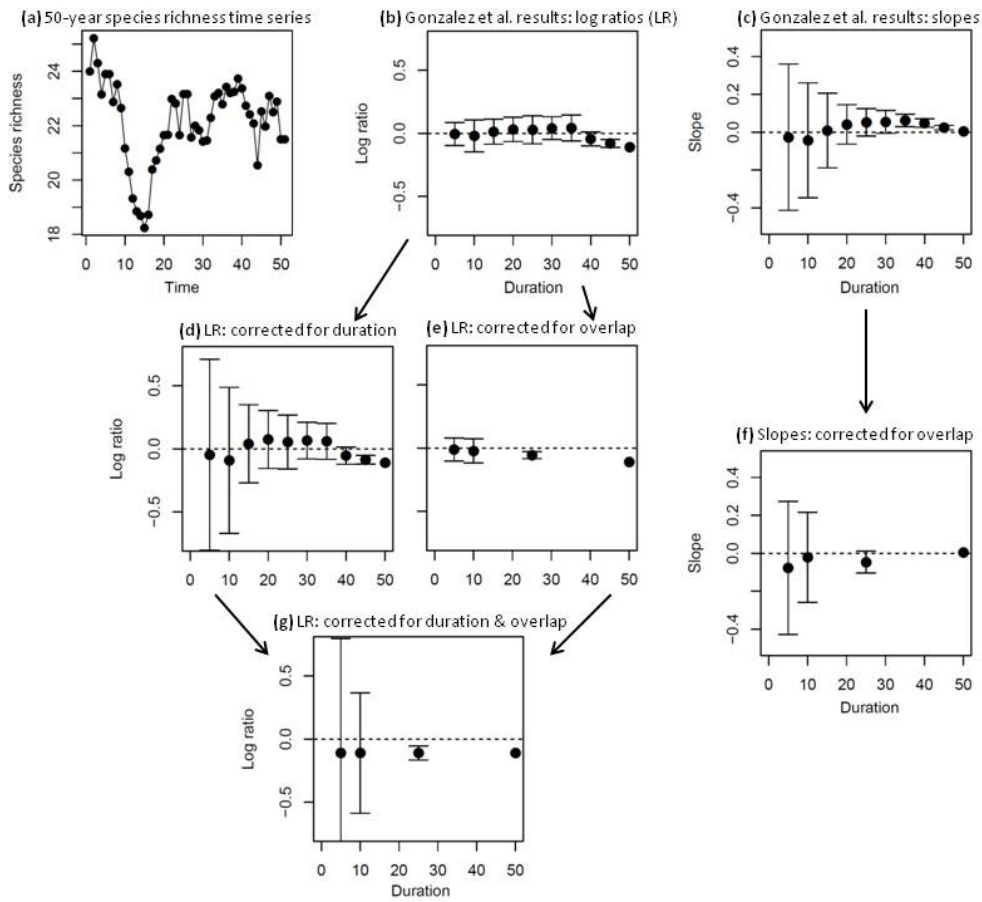 (a) 50-year species richness time series
Species richness
18 20 22 24
0 10 20 30 40 50
Time
(b) Gonzalez et al. results: log ratios (LR)
Log ratio
−0.5 0.0 0.5
0 10 20 30 40 50
Duration
(c) Gonzalez et al. results: slopes
Slope
−0.4 0.0 0.2 0.4
0 10 20 30 40 50
Duration
(d) LR: corrected for duration
Log ratio
−0.5 0.0 0.5
0 10 20 30 40 50
(e) LR: corrected for overlap
0 10 20 30 40 50
(f) Slopes: corrected for overlap
Slope
−0.4 0.0 0.2 0.4
0 10 20 30 40 50
Duration
(g) LR: corrected for duration & overlap
Log ratio
−0.5 0.0 0.5
0 10 20 30 40 50
Duration